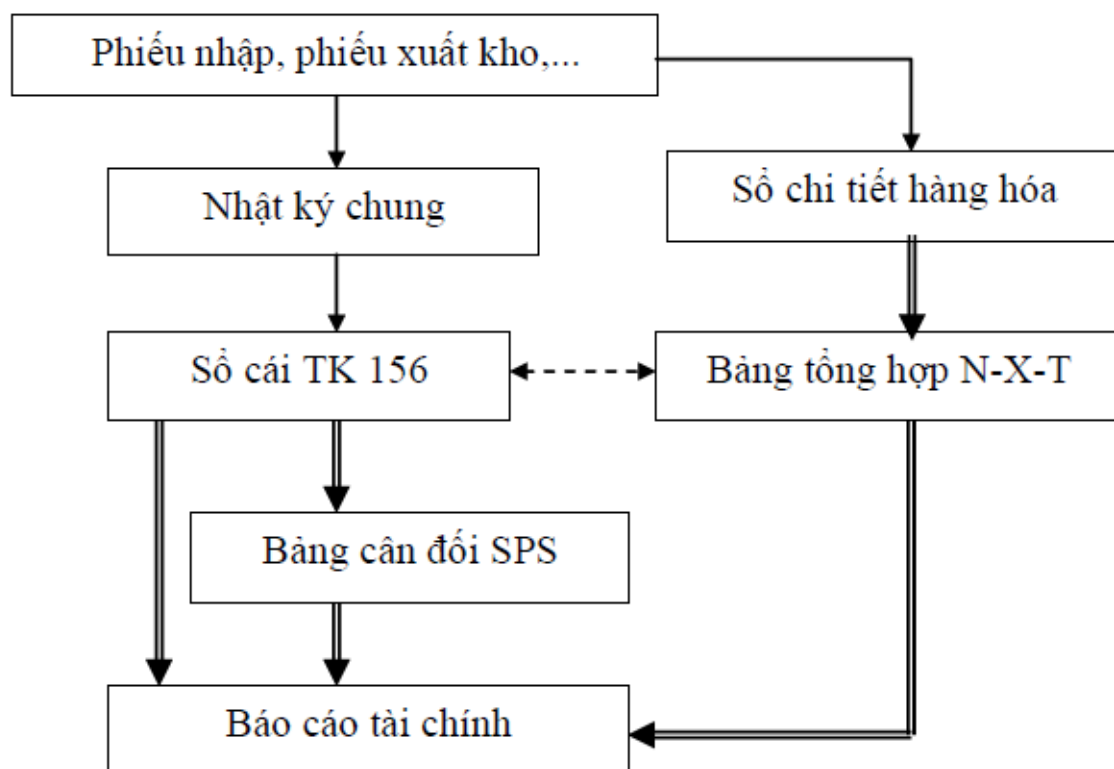 Phiếu nhập, phiếu xuất kho,...
Nhật ký chung
Sổ chi tiết hàng hóa
Sổ cái TK 156
Bảng tổng hợp N-X-T
Bảng cân đối SPS
Báo cáo tài chính